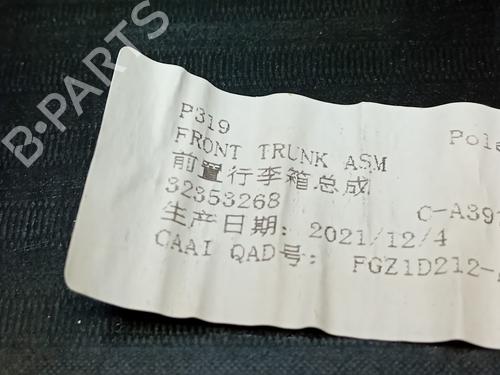 B-PARTS
P319
Pole
FRONT TRUNK ASM
前置行李箱总成
32353268
C-A39
生产日期: 2021/12/4
CAAI QAD号: FGZ1D212-